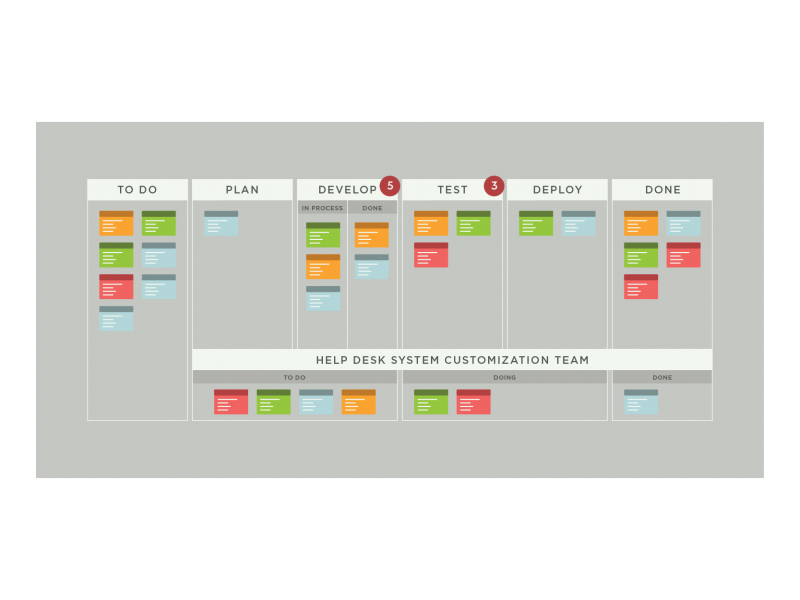 TO DO
PLAN
DEVELOP 5
TEST 3
DEPLOY
DONE
IN PROCESS
DONE
HELP DESK SYSTEM CUSTOMIZATION TEAM
TO DO
DOING
DONE